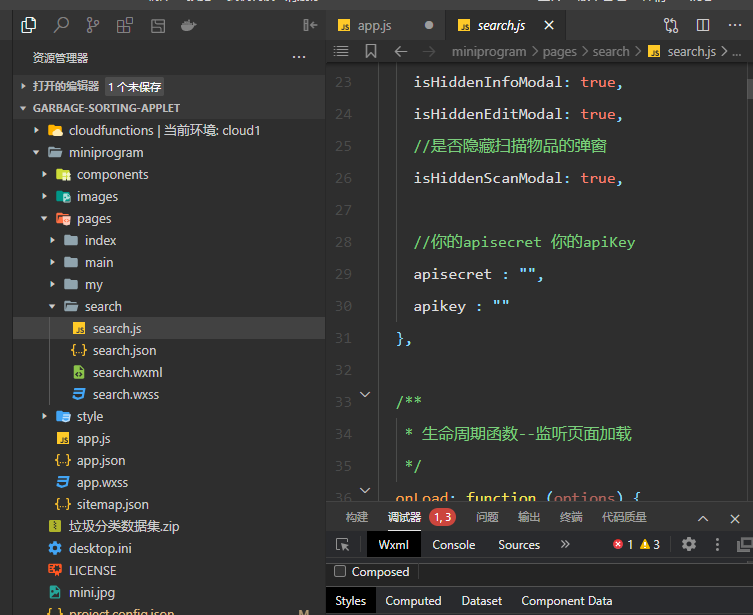 app.js
search.js
资源管理器
miniprogram > pages > search > search.js > ...
打开的编辑器 1 个未保存
GARBAGE-SORTING-APPLET
cloudfunctions | 当前环境: cloud1
miniprogram
components
images
pages
index
main
my
search
search.js
search.json
search.wxml
search.wxss
style
app.js
app.json
app.wxss
sitemap.json
垃圾分类数据集.zip
desktop.ini
LICENSE
mini.jpg
project.config.json M
23 isHiddenInfoModal: true,
24 isHiddenEditModal: true,
25 //是否隐藏扫描物品的弹窗
26 isHiddenScanModal: true,
27
28 //你的apisecret 你的apiKey
29 apisecret : "",
30 apikey : ""
31 },
32
33 /**
34 * 生命周期函数--监听页面加载
35 */
36 onLoad: function (options) {
构建 调试器 1, 3 问题 输出 终端 代码质量
Wxml Console Sources » 1 3
Composed
Styles Computed Dataset Component Data